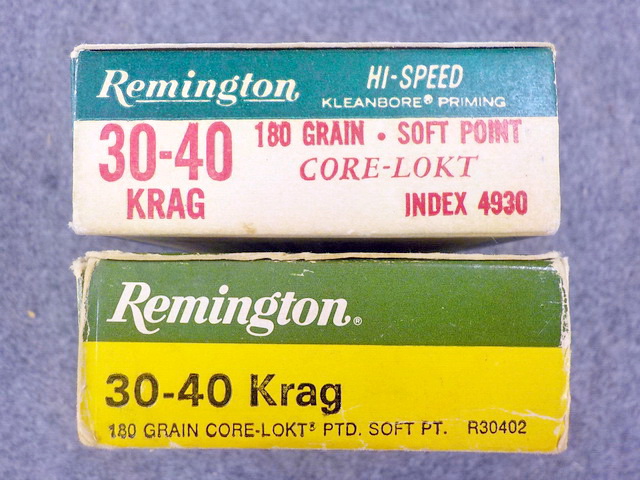 Remington HI-SPEED
KLEANBORE® PRIMING
30-40 180 GRAIN • SOFT POINT
CORE-LOKT
KRAG INDEX 4930
Remington®
30-40 Krag
180 GRAIN CORE-LOKT® PTD. SOFT PT. R30402